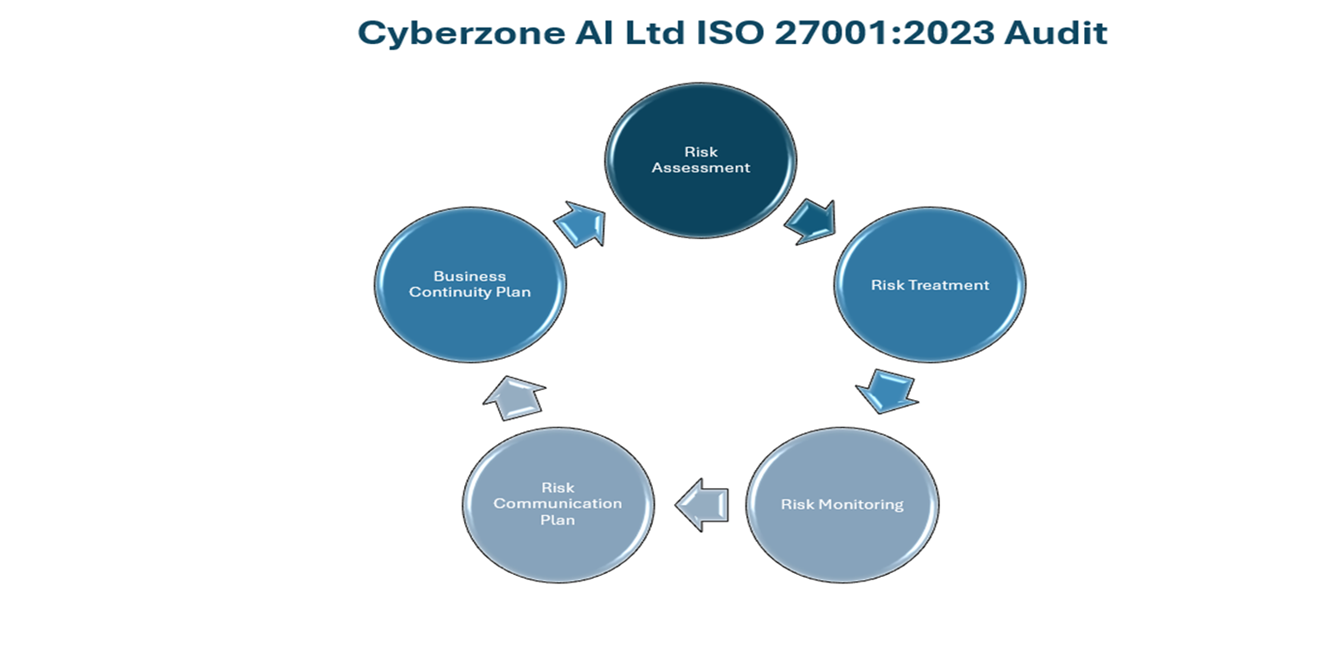 Cyberzone AI Ltd ISO 27001:2023 Audit
Risk
Assessment
Risk Treatment
Risk Monitoring
Risk
Communication
Plan
Business
Continuity Plan